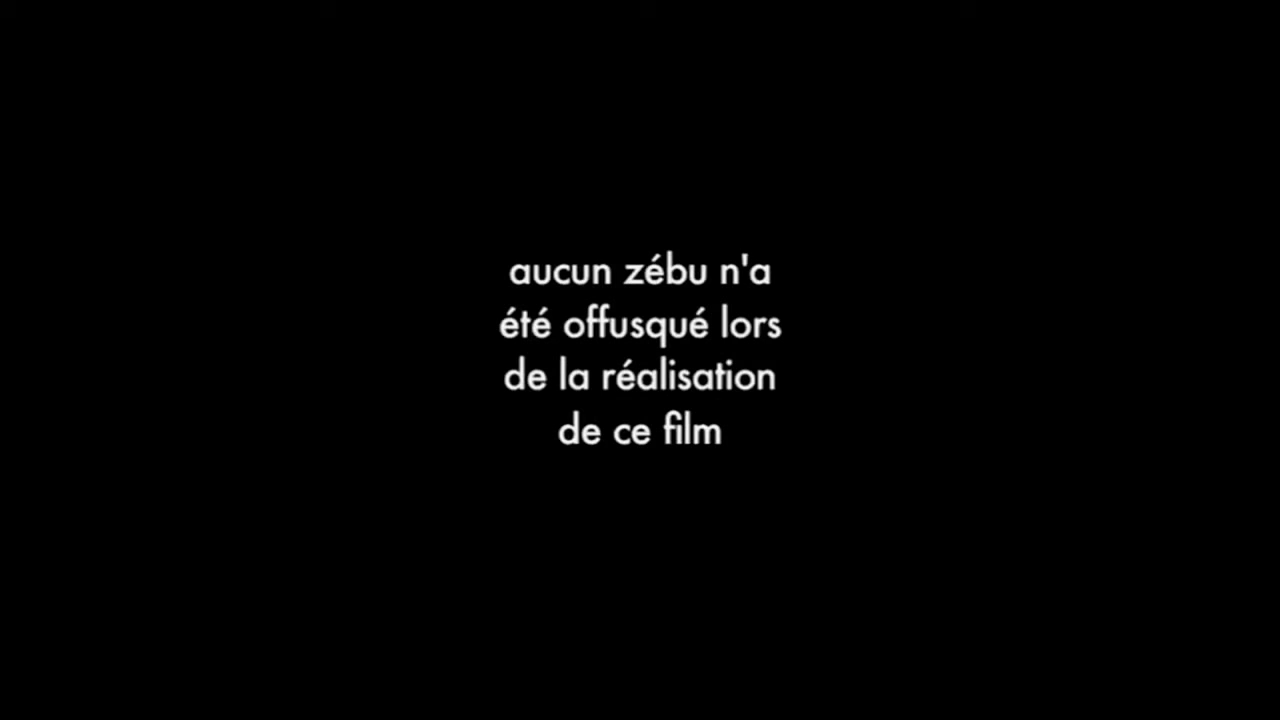 aucun zébu n'a
été offusqué lors
de la réalisation
de ce film